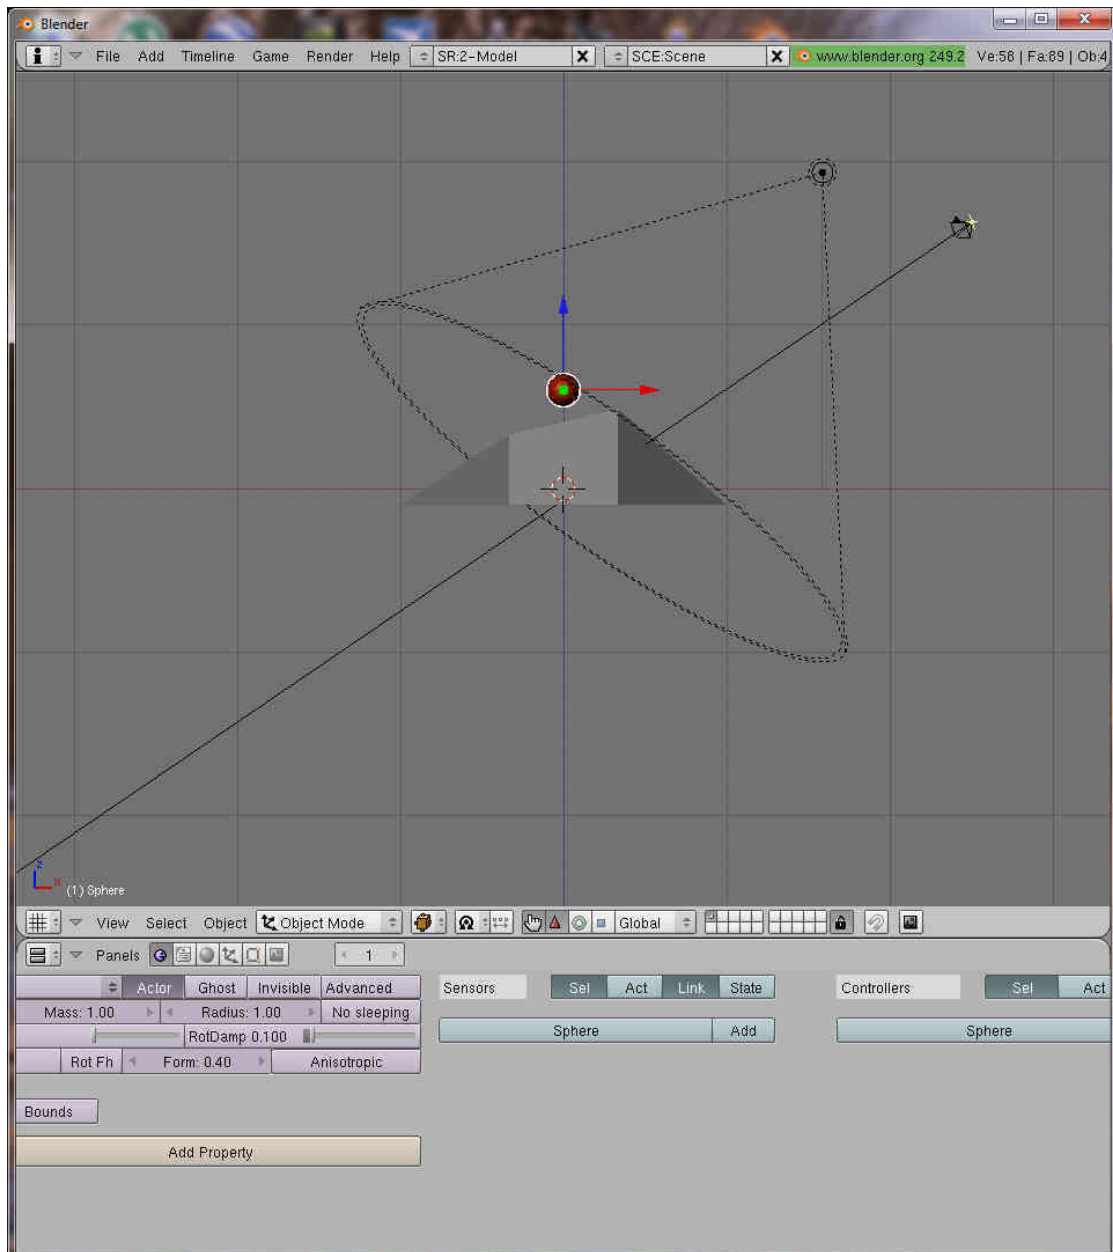 Blender
File Add Timeline Game Render Help SR:2-Model X SCE:Scene X www.blender.org 249.2 Ve:58 | Fa:89 | Ob:4
z
x
(1) Sphere
View Select Object Object Mode Global
Panels 1
Actor Ghost Invisible Advanced Sensors Sel Act Link State Controllers Sel Act
Mass: 1.00 Radius: 1.00 No sleeping
Sphere Add Sphere
RotDamp 0.100
Rot Fh Form: 0.40 Anisotropic
Bounds
Add Property